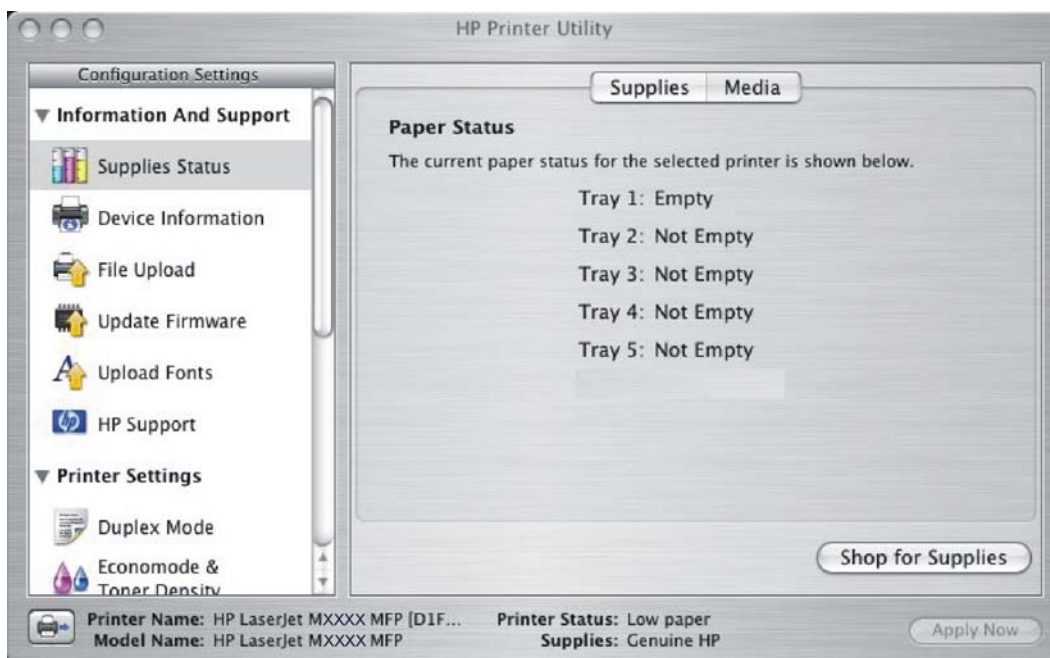 HP Printer Utility
Configuration Settings
Information And Support
Supplies Status
Device Information
File Upload
Update Firmware
Upload Fonts
HP Support
Printer Settings
Duplex Mode
Economode &
Toner Density
Supplies Media
Paper Status
The current paper status for the selected printer is shown below.
Tray 1: Empty
Tray 2: Not Empty
Tray 3: Not Empty
Tray 4: Not Empty
Tray 5: Not Empty
Shop for Supplies
Printer Name: HP LaserJet MXXXX MFP [D1F...
Model Name: HP LaserJet MXXXX MFP
Printer Status: Low paper
Supplies: Genuine HP
Apply Now